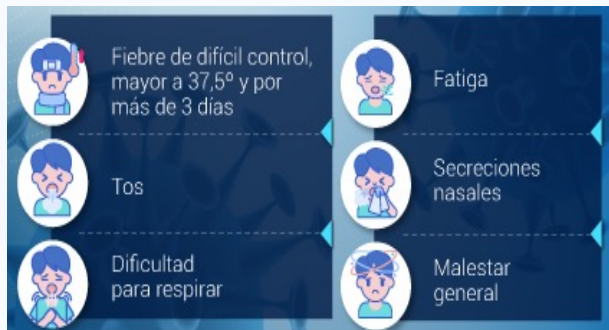 Fiebre de difícil control,
mayor a 37,5º y por
más de 3 días
Tos
Dificultad
para respirar
Fatiga
Secreciones
nasales
Malestar
general